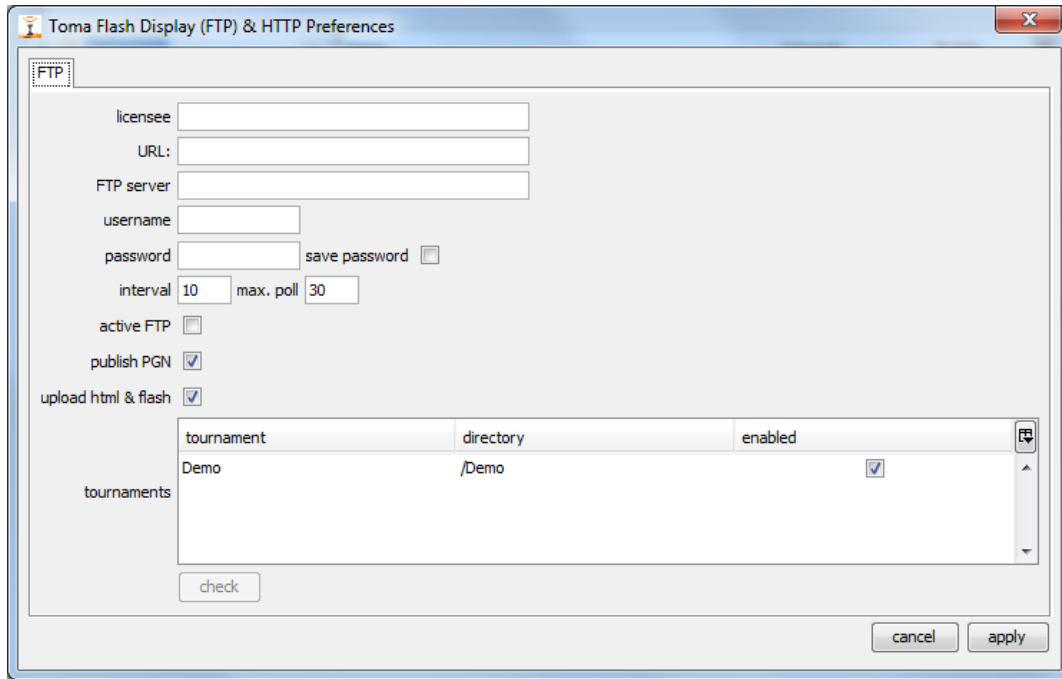 Toma Flash Display (FTP) & HTTP Preferences
FTP
licensee
URL:
FTP server
username
password save password
interval 10 max. poll 30
active FTP
publish PGN
upload html & flash
tournament directory enabled
Demo /Demo
tournaments
check
cancel apply